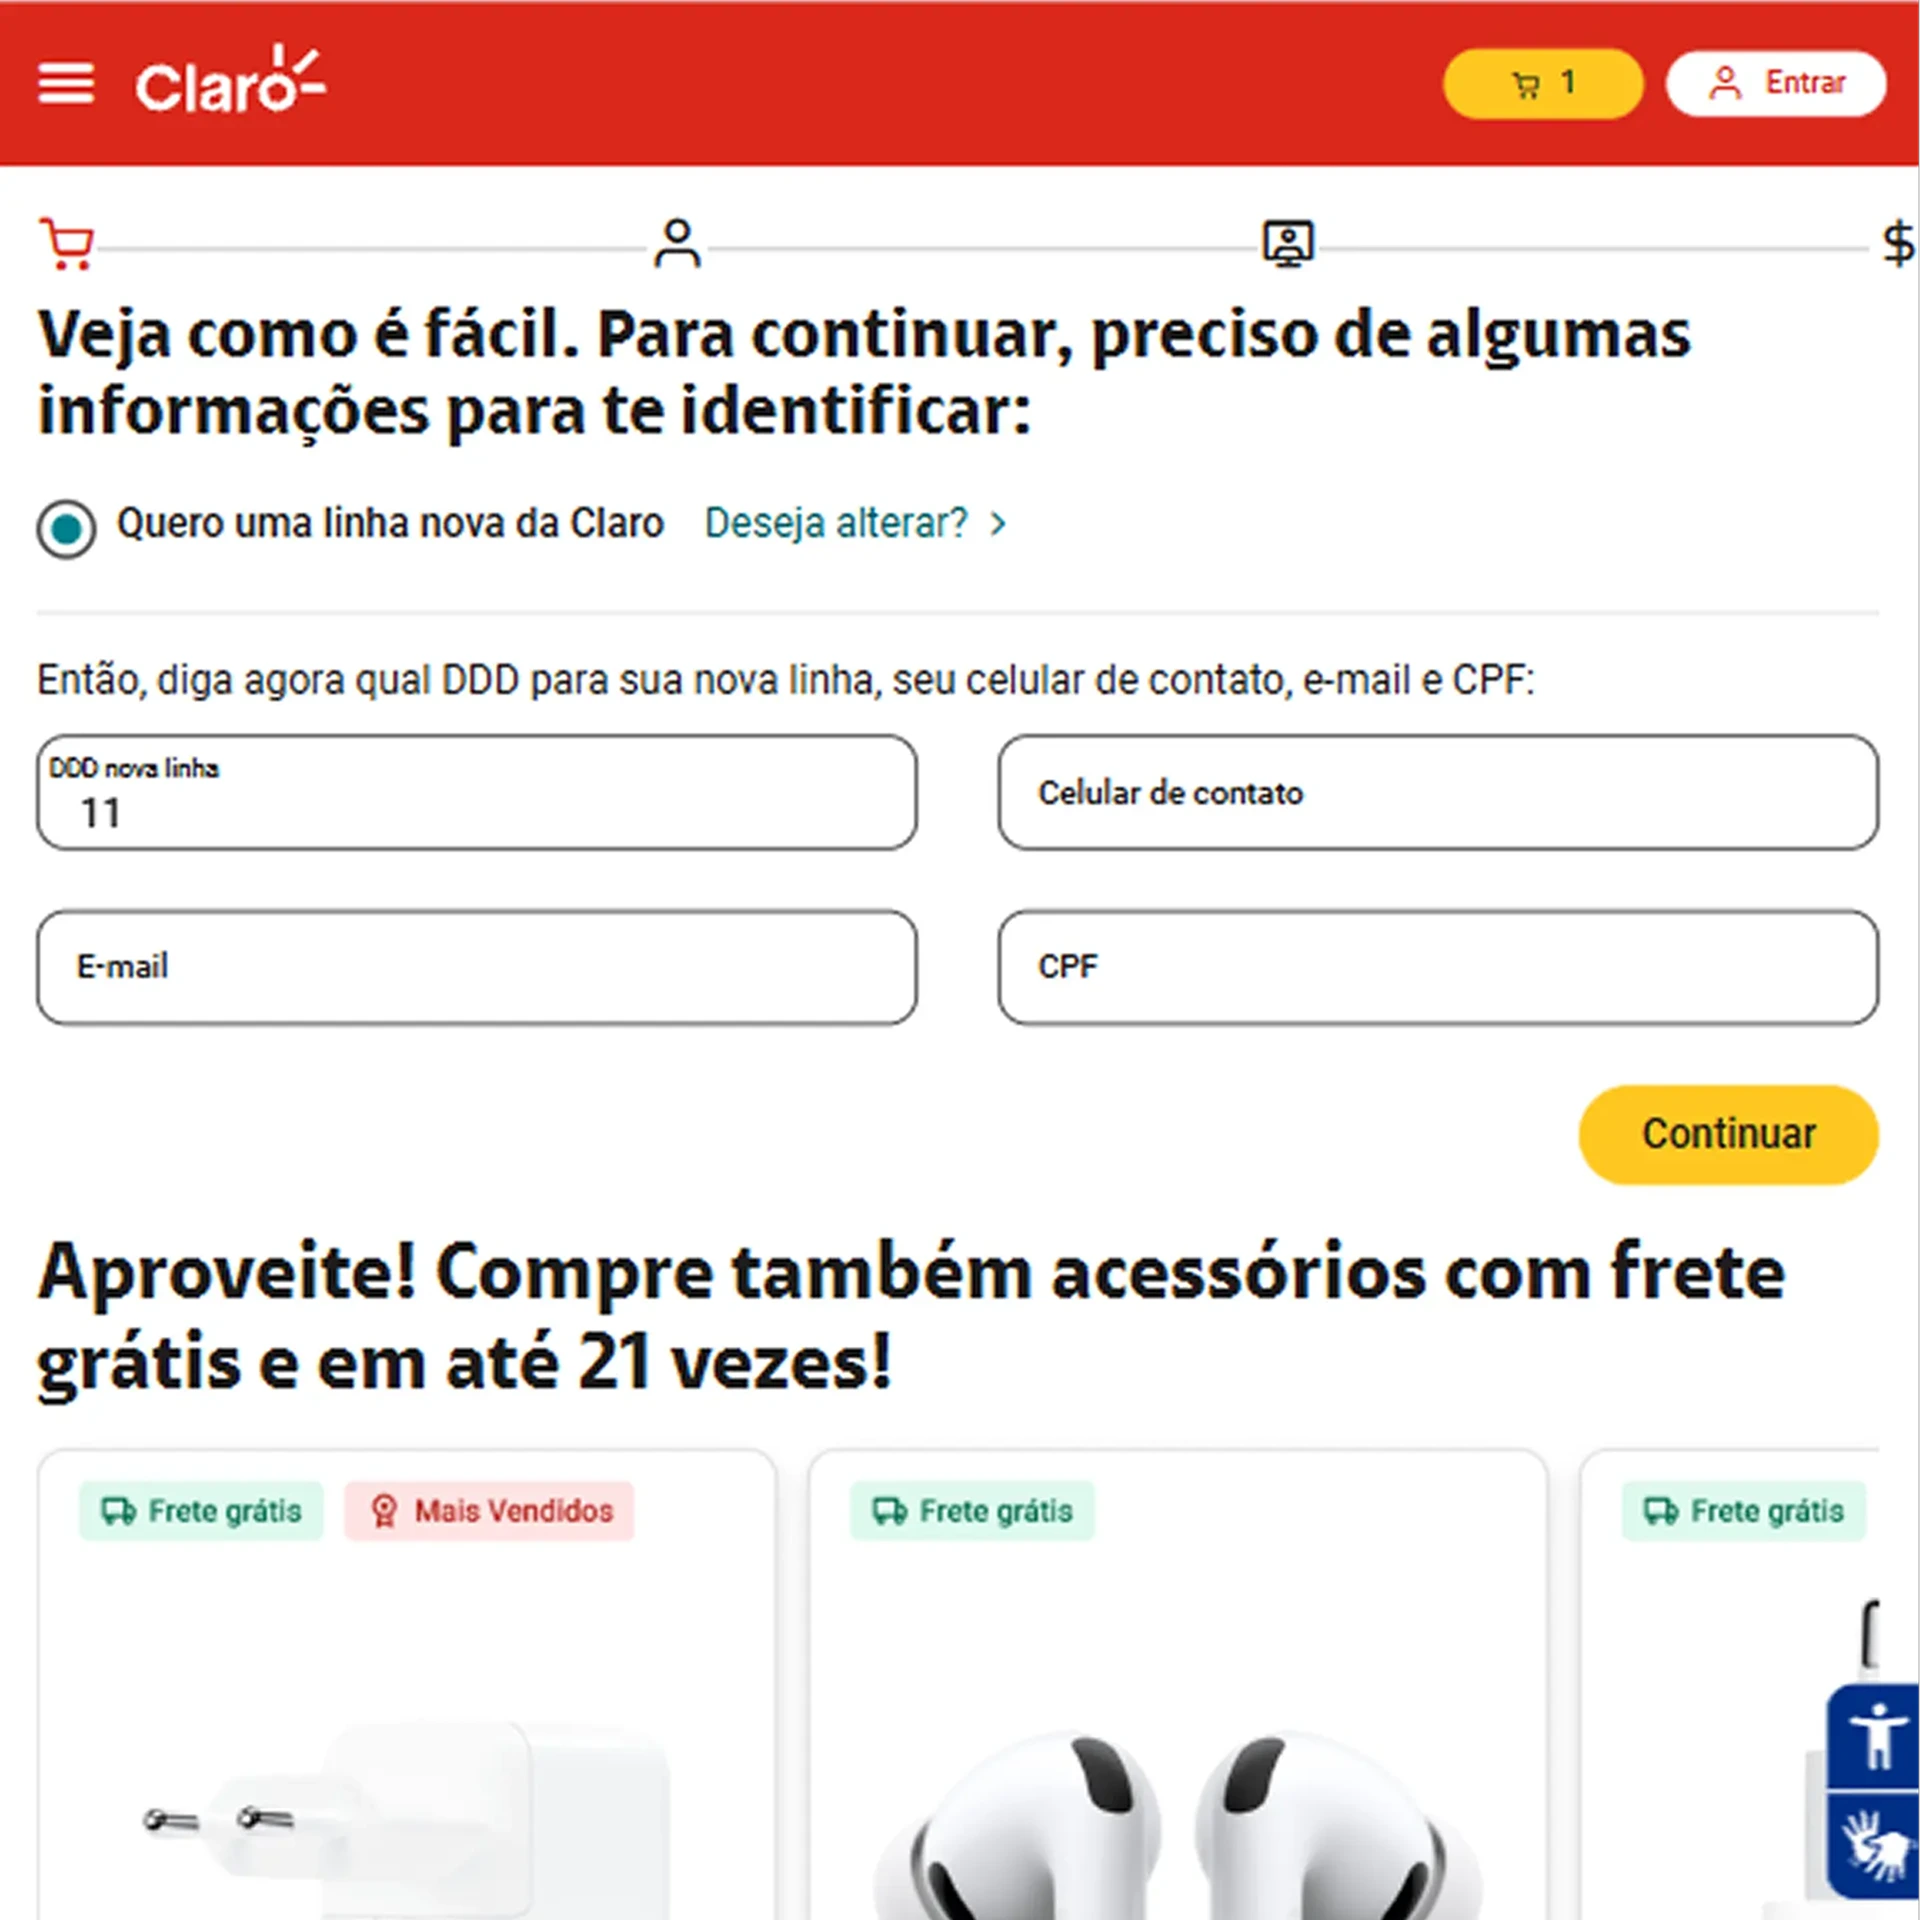 Claro
1
Entrar
$
Veja como é fácil. Para continuar, preciso de algumas
informações para te identificar:
Quero uma linha nova da Claro Deseja alterar? >
Então, diga agora qual DDD para sua nova linha, seu celular de contato, e-mail e CPF:
DDD nova linha
11
Celular de contato
E-mail
CPF
Continuar
Aproveite! Compre também acessórios com frete
grátis e em até 21 vezes!
Frete grátis
Mais Vendidos
Frete grátis
Frete grátis